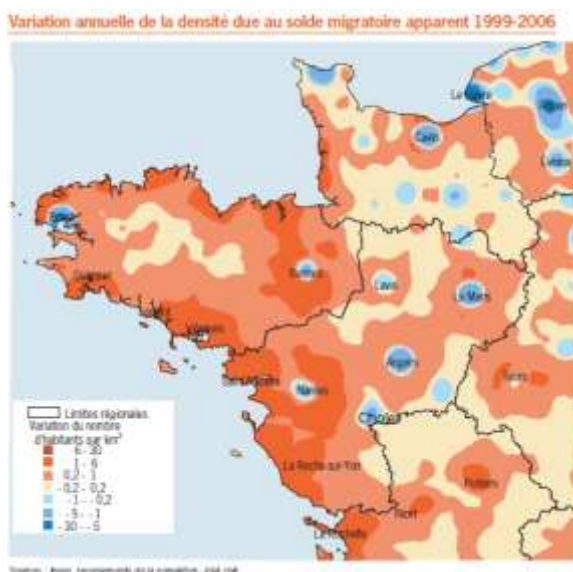 Variation annuelle de la densité due au solde migratoire apparent 1999-2006
Le Havre
Rouen
Caen
Evreux
Brest
Rennes
Laval
Le Mans
Quimper
Lorient
Vannes
Saint-Nazaire
Nantes
Angers
Tours
Cholet
La Roche-sur-Yon
Poitiers
Niort
La Rochelle
Limites régionales
Variation du nombre
d'habitants sur km²
6 - 30
1 - 6
0,2 - 1
- 0,2 - 0,2
- 1 - - 0,2
- 5 - - 1
- 30 - - 5